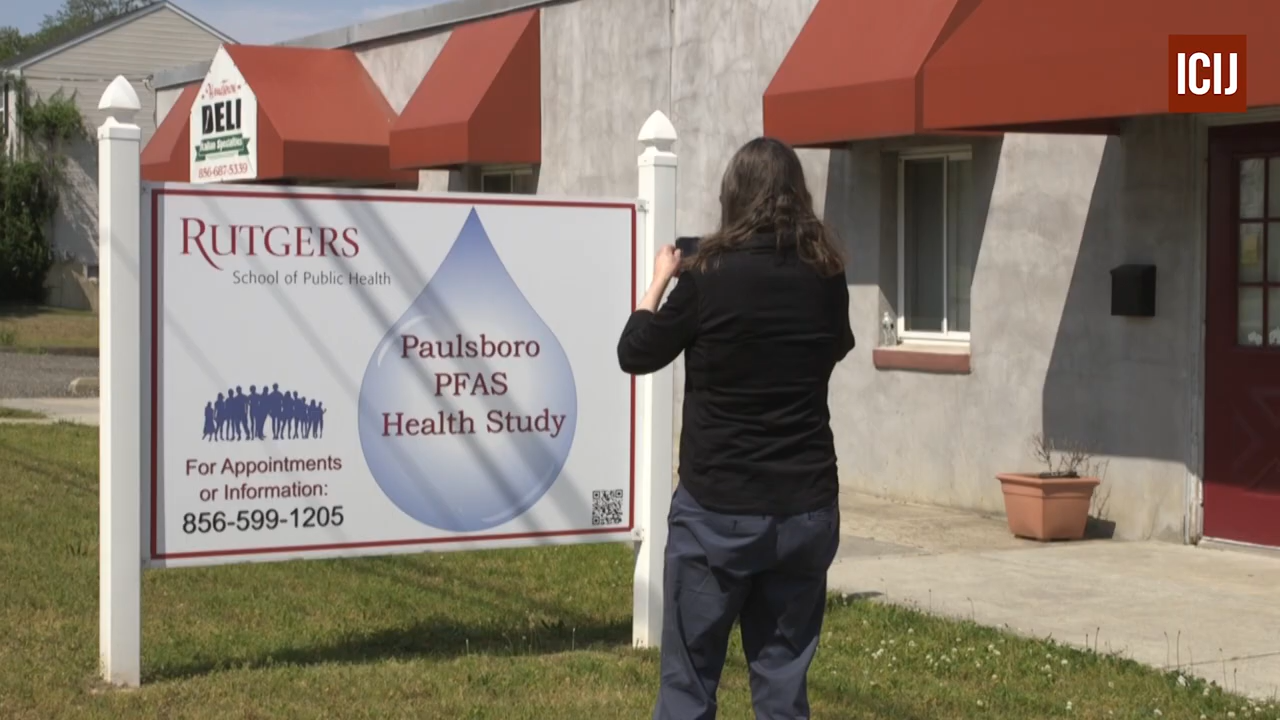 ICIJ
DELI
856-687-5339
RUTGERS
School of Public Health
Paulsboro
PFAS
Health Study
For Appointments
or Information:
856-599-1205